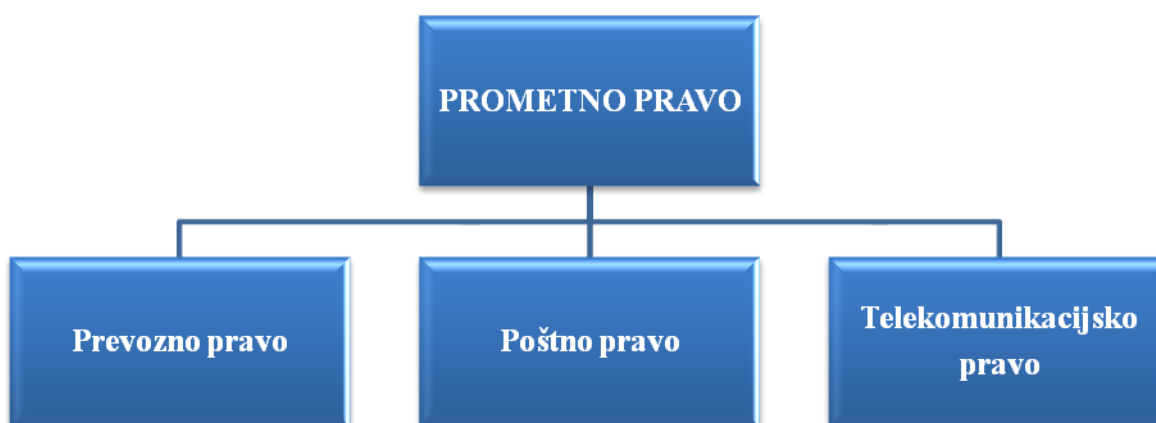 PROMETNO PRAVO
Prevozno pravo
Poštno pravo
Telekomunikacijsko
pravo